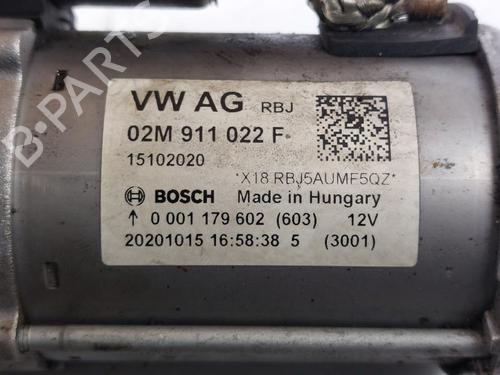 B-PARTS
VW AG RBJ
02M 911 022 F
15102020
*X18 RBJ5AUMF5QZ*
BOSCH Made in Hungary
↑ 0 001 179 602 (603) 12V
20201015 16:58:38 5 (3001)